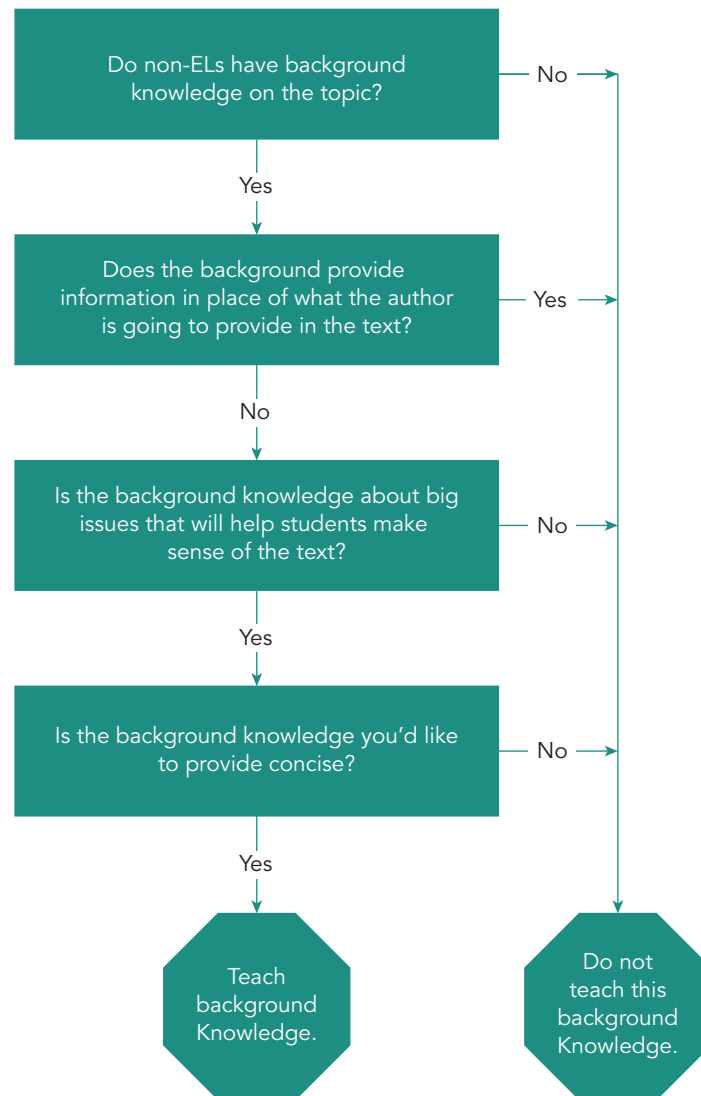 Do non-ELs have background
knowledge on the topic?
No
Yes
Does the background provide
information in place of what the author
is going to provide in the text?
Yes
No
Is the background knowledge about big
issues that will help students make
sense of the text?
No
Yes
Is the background knowledge you’d like
to provide concise?
No
Yes
Teach
background
Knowledge.
Do not
teach this
background
Knowledge.